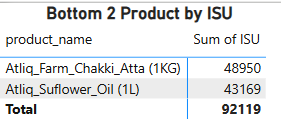 Bottom 2 Product by ISU
product_name Sum of ISU
Atliq_Farm_Chakki_Atta (1KG) 48950
Atliq_Suflower_Oil (1L) 43169
Total 92119